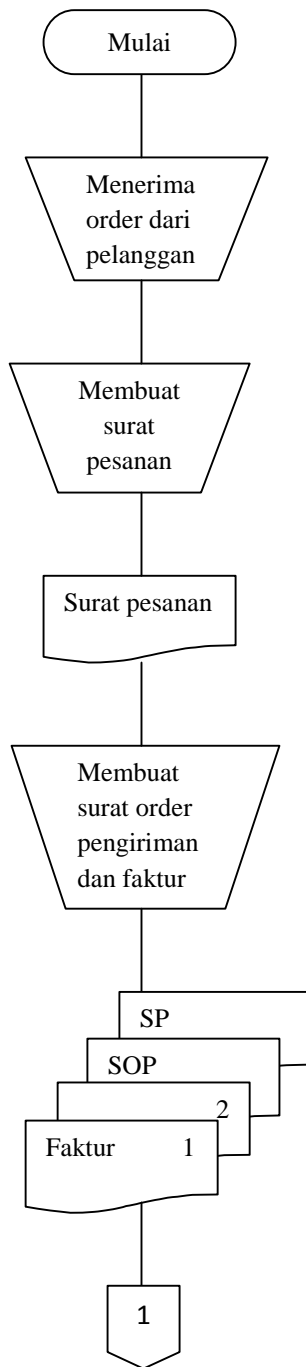 Mulai
Menerima
order dari
pelanggan
Membuat
surat
pesanan
Surat pesanan
Membuat
surat order
pengiriman
dan faktur
SP
SOP
2
Faktur 1
1